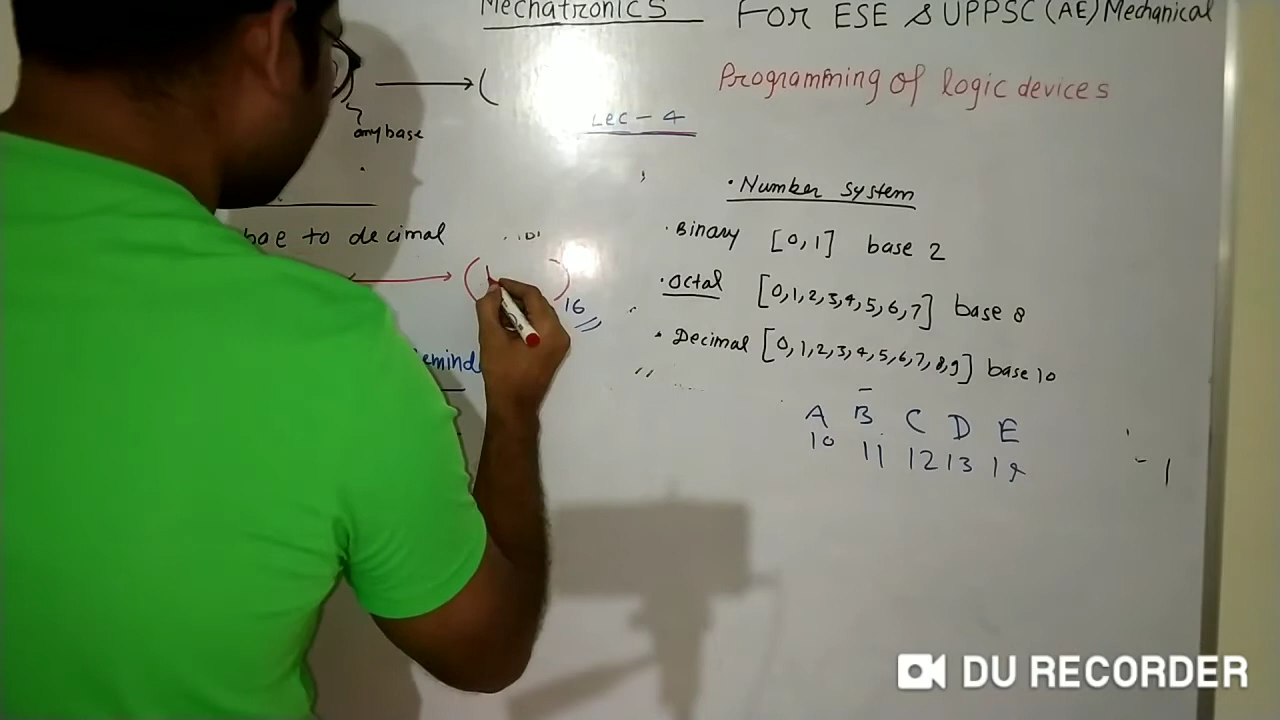 Mechatronics For ESE & UPPSC (AE) Mechanical
Programming of logic devices
Lec - 4
any base
to decimal
16
• Number system
• Binary [0,1] base 2
• Octal [0,1,2,3,4,5,6,7] base 8
• Decimal [0,1,2,3,4,5,6,7,8,9] base 10
A B C D E
10 11 12 13 14
DU RECORDER